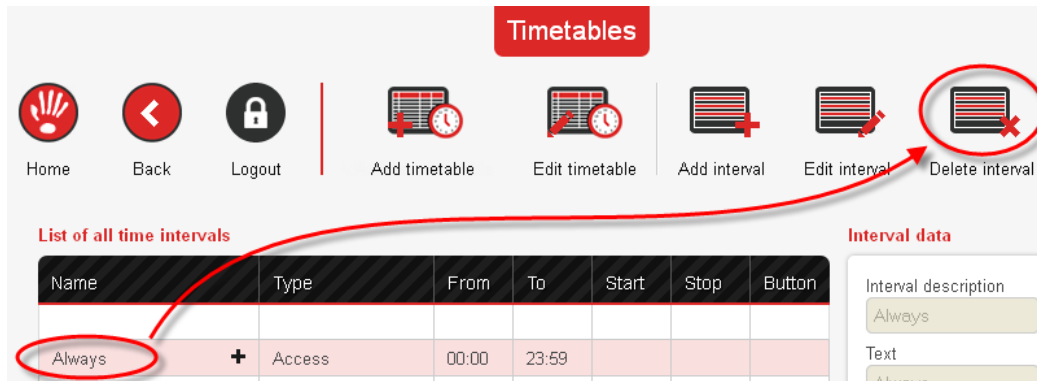 Timetables
Home Back Logout Add timetable Edit timetable Add interval Edit interval Delete interval
List of all time intervals
Interval data
Name Type From To Start Stop Button
Interval description
Always
Always + Access 00:00 23:59
Text
Always